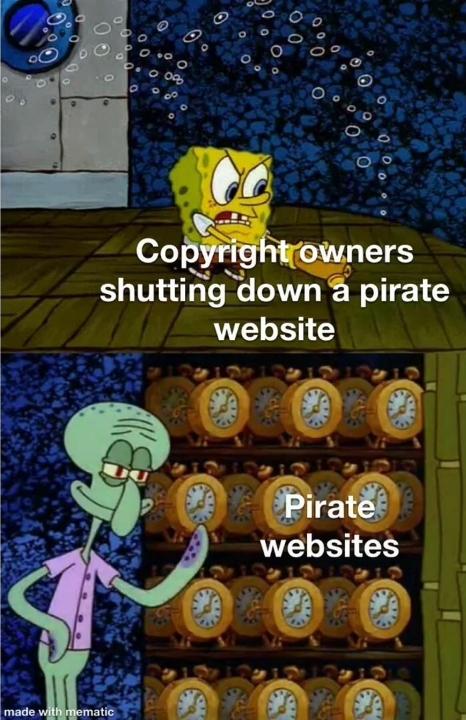 Copyright owners
shutting down a pirate
website
Pirate
websites
made with mematic